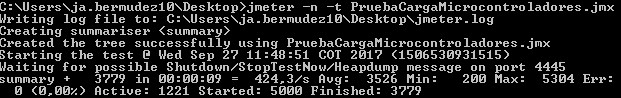 C:\Users\ja.bermudez10\Desktop>jmeter -n -t PruebaCargaMicrocontroladores.jmx
Writing log file to: C:\Users\ja.bermudez10\Desktop\jmeter.log
Creating summariser <summary>
Created the tree successfully using PruebaCargaMicrocontroladores.jmx
Starting the test @ Wed Sep 27 11:48:51 COT 2017 (1506530931515)
Waiting for possible Shutdown/StopTestNow/Heapdump message on port 4445
summary +   3779 in 00:00:09 =  424,3/s Avg:  3526 Min:   200 Max:  5304 Err:
  0 (0,00%) Active: 1221 Started: 5000 Finished: 3779